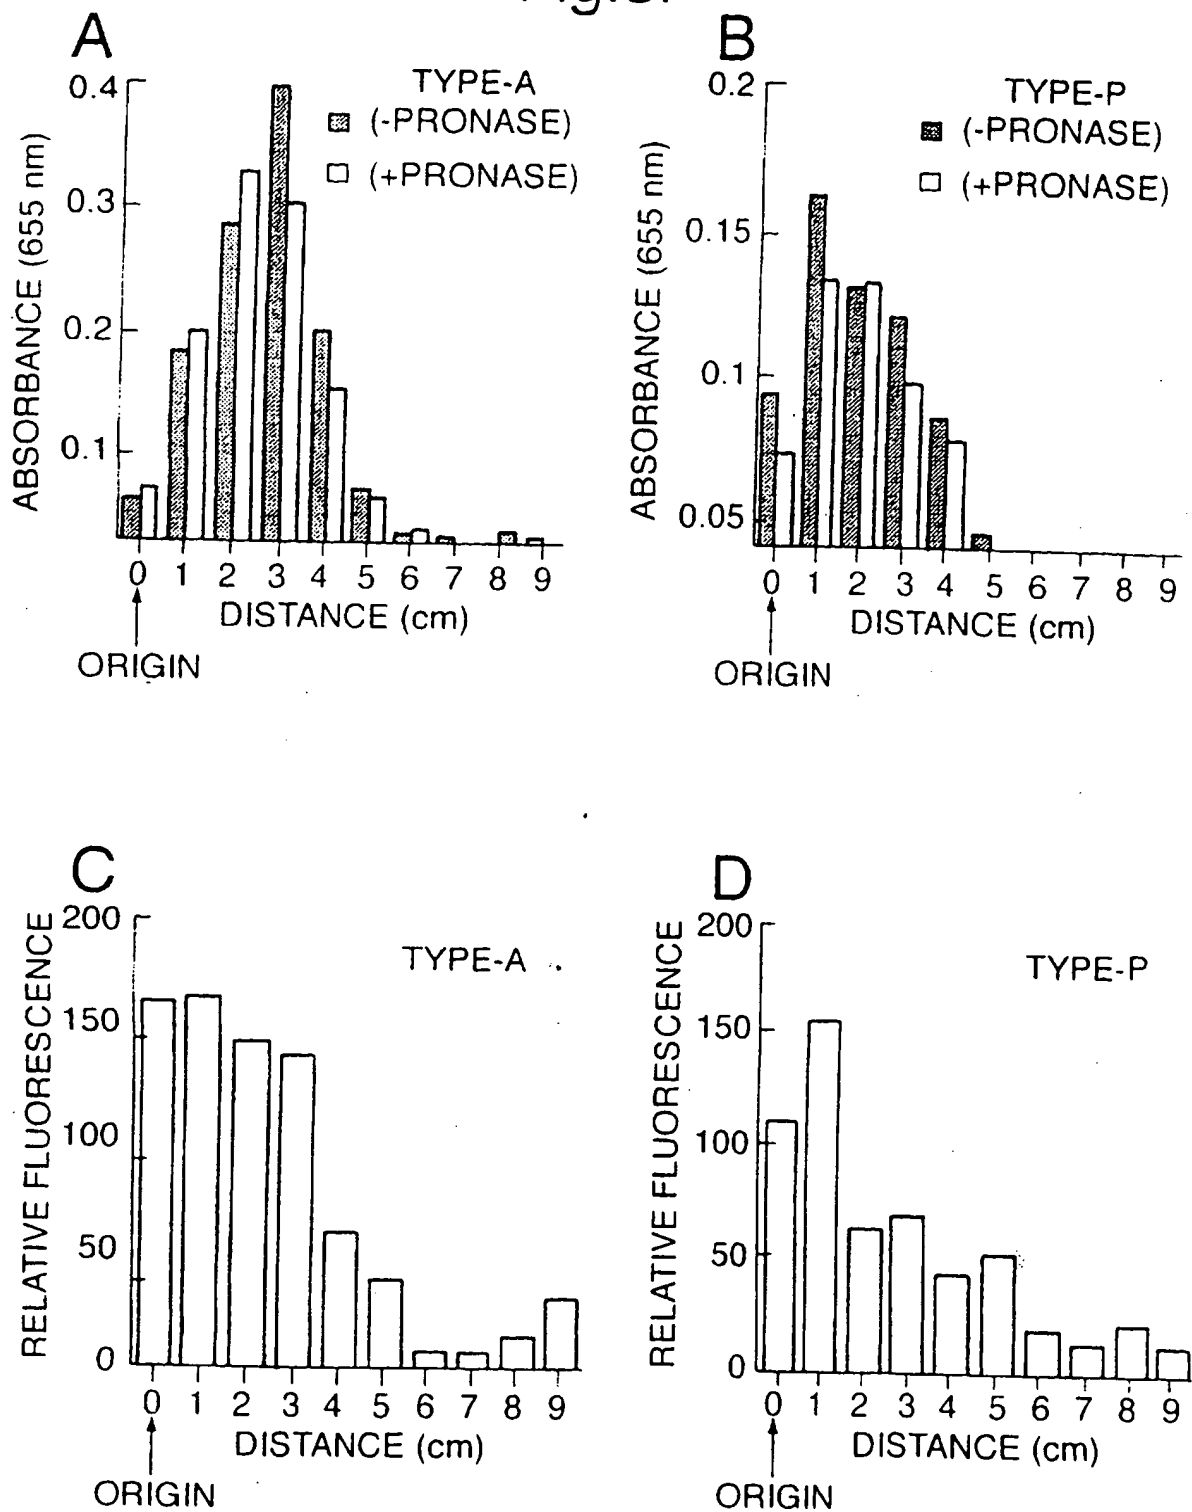 A
TYPE-A
(-PRONASE)
(+PRONASE)
ABSORBANCE (655 nm)
0.4
0.3
0.2
0.1
0 1 2 3 4 5 6 7 8 9
DISTANCE (cm)
ORIGIN
B
TYPE-P
(-PRONASE)
(+PRONASE)
ABSORBANCE (655 nm)
0.2
0.15
0.1
0.05
0 1 2 3 4 5 6 7 8 9
DISTANCE (cm)
ORIGIN
C
TYPE-A
RELATIVE FLUORESCENCE
200
150
100
50
0
0 1 2 3 4 5 6 7 8 9
DISTANCE (cm)
ORIGIN
D
TYPE-P
RELATIVE FLUORESCENCE
200
150
100
50
0
0 1 2 3 4 5 6 7 8 9
DISTANCE (cm)
ORIGIN